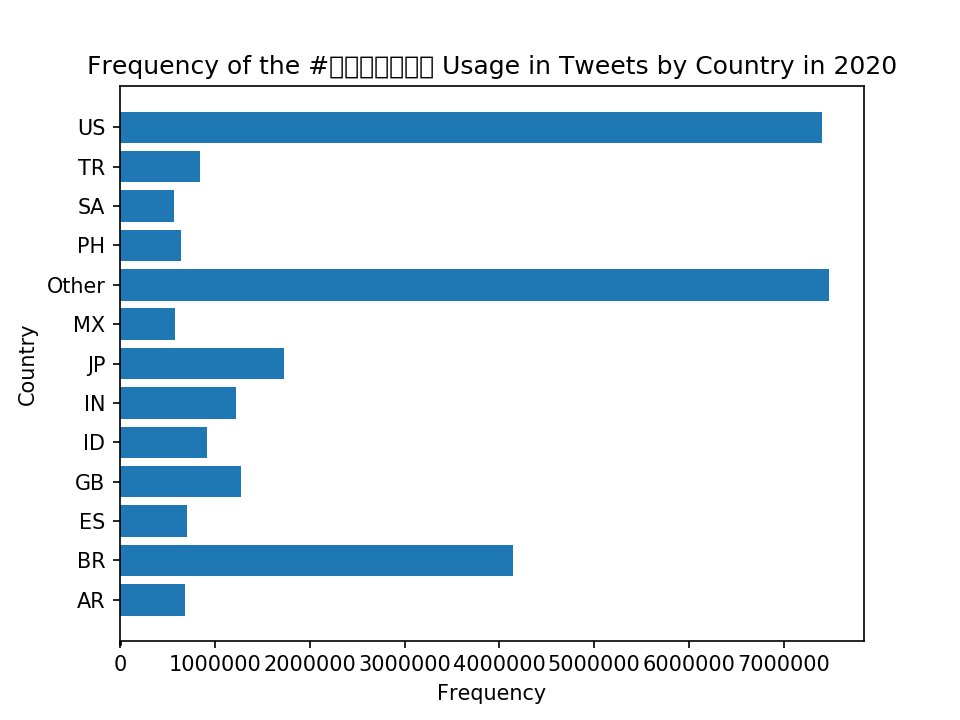 Frequency of the #▯▯▯▯▯▯▯ Usage in Tweets by Country in 2020
US
TR
SA
PH
Other
MX
JP
IN
ID
GB
ES
BR
AR
Country
0 1000000 2000000 3000000 4000000 5000000 6000000 7000000
Frequency